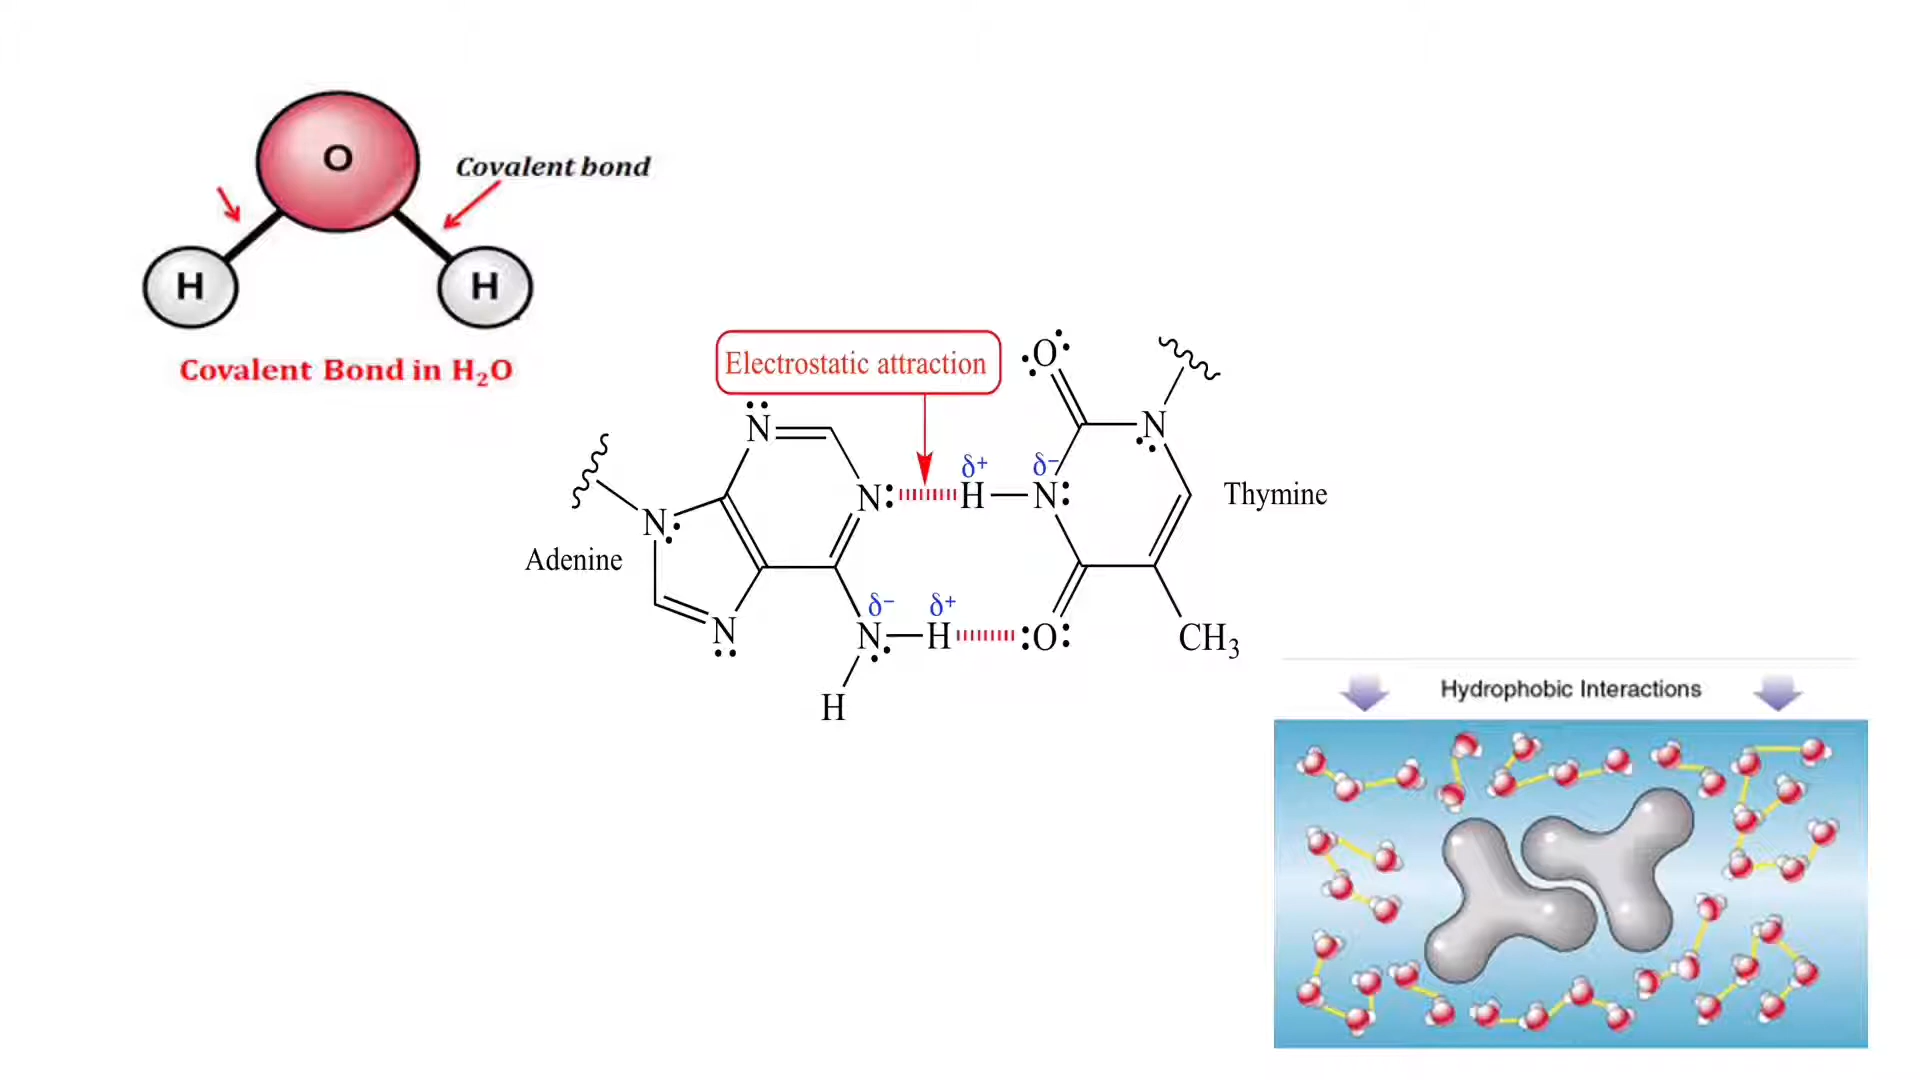 O
Covalent bond
H H
Covalent Bond in H₂O
Electrostatic attraction
O
N N
δ+ δ−
N H N Thymine
N
Adenine
δ− δ+
N N H O CH₃
H
Hydrophobic Interactions